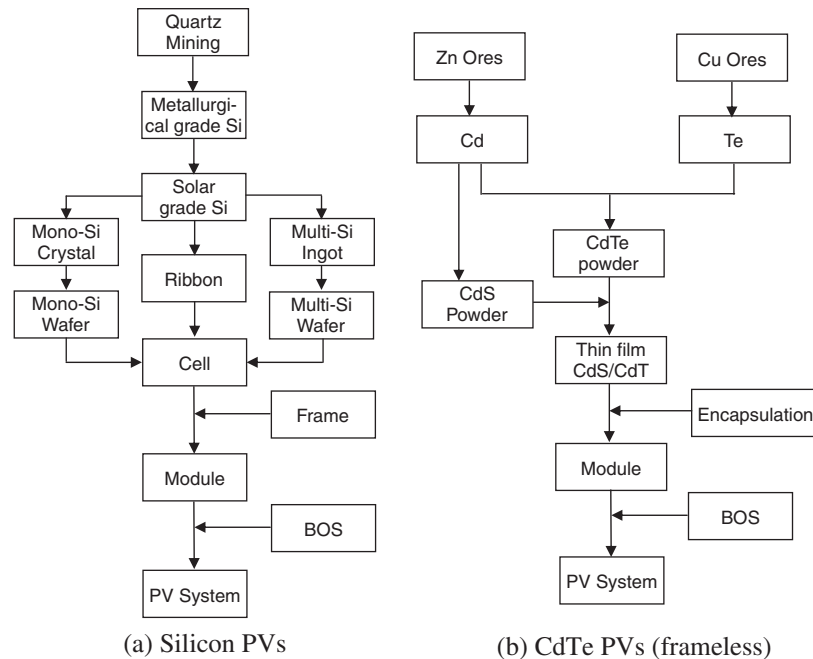 Quartz
Mining
Metallurgi-
cal grade Si
Solar
grade Si
Mono-Si
Crystal
Multi-Si
Ingot
Ribbon
Mono-Si
Wafer
Multi-Si
Wafer
Cell
Frame
Module
BOS
PV System
(a) Silicon PVs
Zn Ores
Cu Ores
Cd
Te
CdTe
powder
CdS
Powder
Thin film
CdS/CdT
Encapsulation
Module
BOS
PV System
(b) CdTe PVs (frameless)